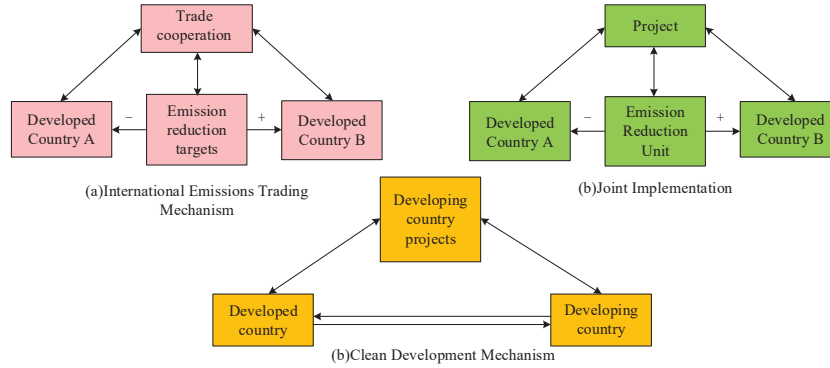 Trade
cooperation
Developed
Country A
−
Emission
reduction
targets
+
Developed
Country B
(a)International Emissions Trading
Mechanism
Project
Developed
Country A
−
Emission
Reduction
Unit
+
Developed
Country B
(b)Joint Implementation
Developing
country
projects
Developed
country
Developing
country
(b)Clean Development Mechanism